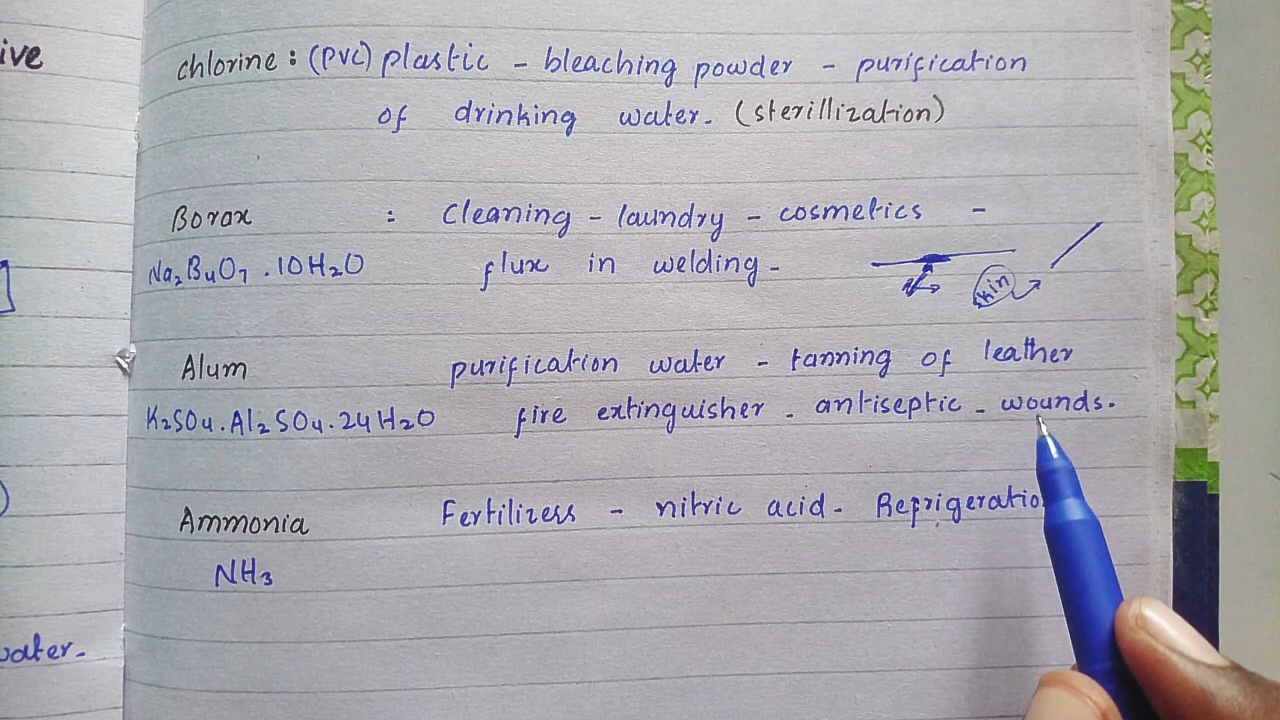 ive
chlorine : (PVC) plastic - bleaching powder - purification
of drinking water. (sterillization)
Borax : Cleaning - laundry - cosmetics -
Na2B4O7 .10H2O flux in welding -
skin
Alum purification water - tanning of leather
K2SO4.Al2SO4.24H2O fire extinguisher - antiseptic - wounds.
Ammonia Fertilizers - nitric acid - Refrigeratio
NH3
water.